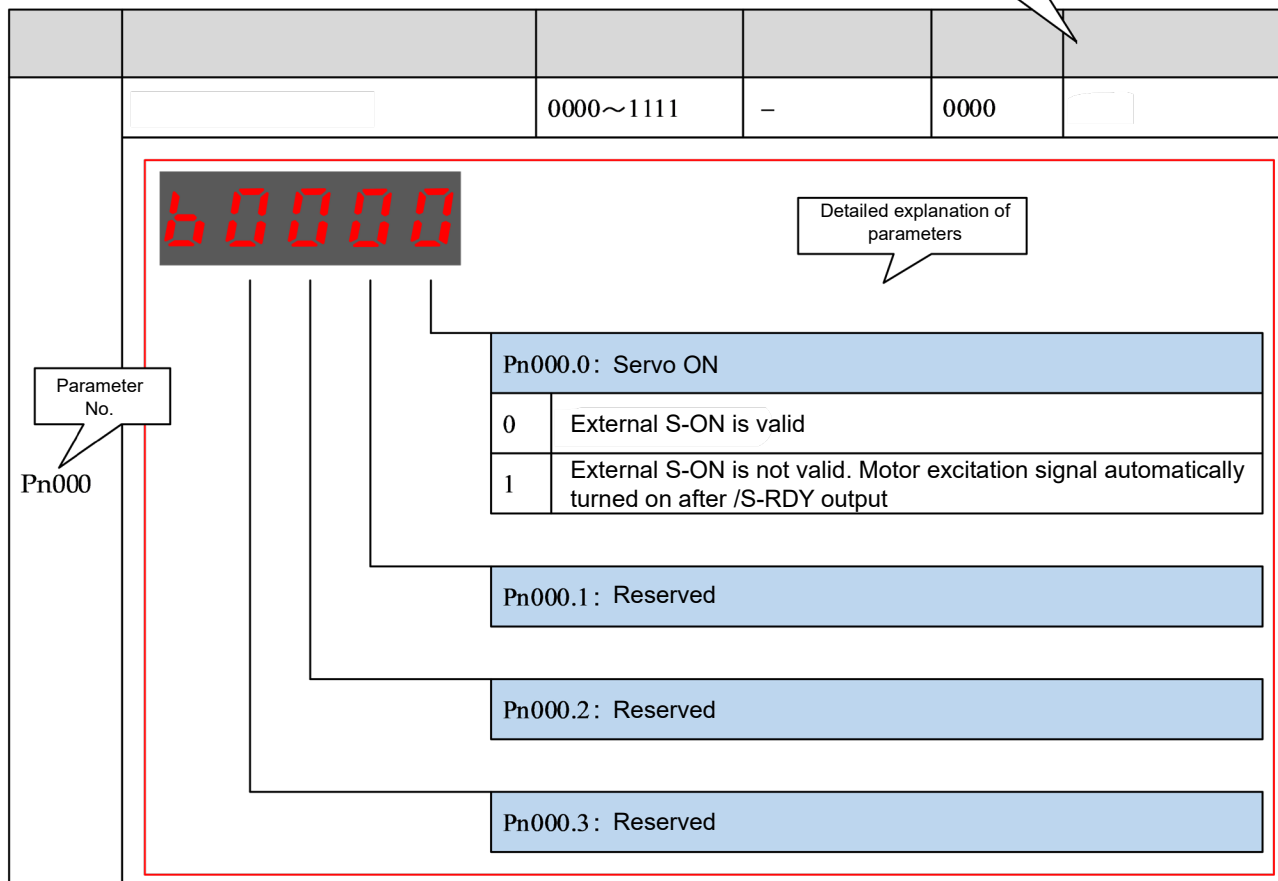 0000～1111
–
0000
b0000
Detailed explanation of
parameters
Pn000.0: Servo ON
Parameter
No.
0 External S-ON is valid
Pn000
1 External S-ON is not valid. Motor excitation signal automatically
turned on after /S-RDY output
Pn000.1: Reserved
Pn000.2: Reserved
Pn000.3: Reserved